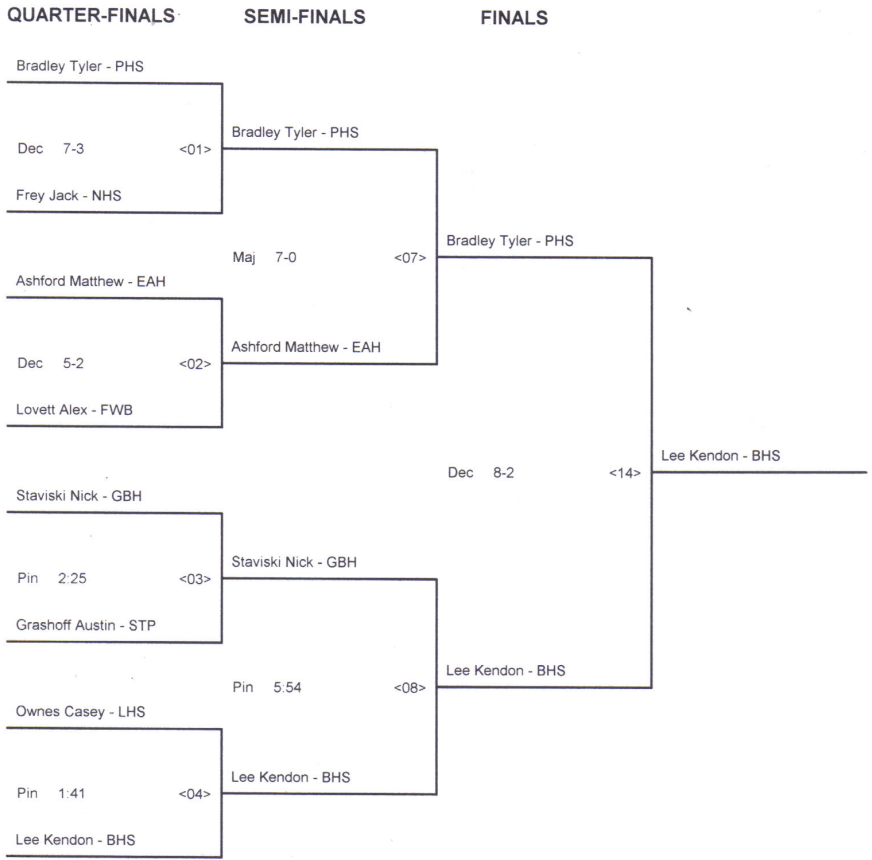 QUARTER-FINALS SEMI-FINALS FINALS
Bradley Tyler - PHS
Dec 7-3 <01>
Bradley Tyler - PHS
Frey Jack - NHS
Maj 7-0 <07>
Bradley Tyler - PHS
Ashford Matthew - EAH
Dec 5-2 <02>
Ashford Matthew - EAH
Lovett Alex - FWB
Dec 8-2 <14>
Lee Kendon - BHS
Staviski Nick - GBH
Pin 2:25 <03>
Staviski Nick - GBH
Grashoff Austin - STP
Pin 5:54 <08>
Lee Kendon - BHS
Ownes Casey - LHS
Pin 1:41 <04>
Lee Kendon - BHS
Lee Kendon - BHS